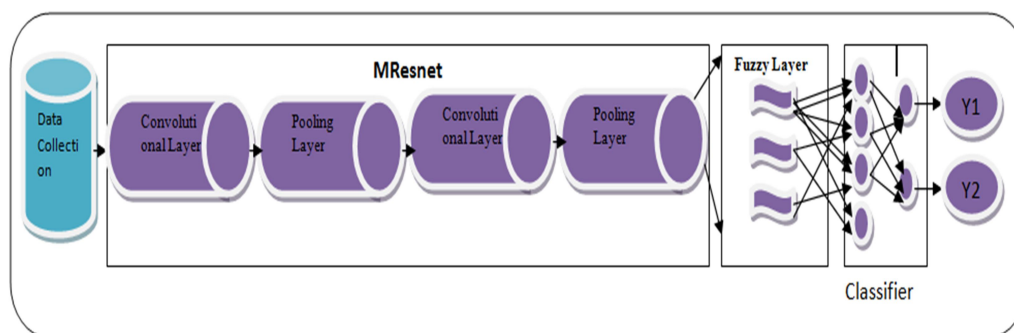 MResnet
Data
Collecti
on
Convoluti
onal Layer
Pooling
Layer
Convoluti
onal Layer
Pooling
Layer
Fuzzy Layer
Y1
Y2
Classifier